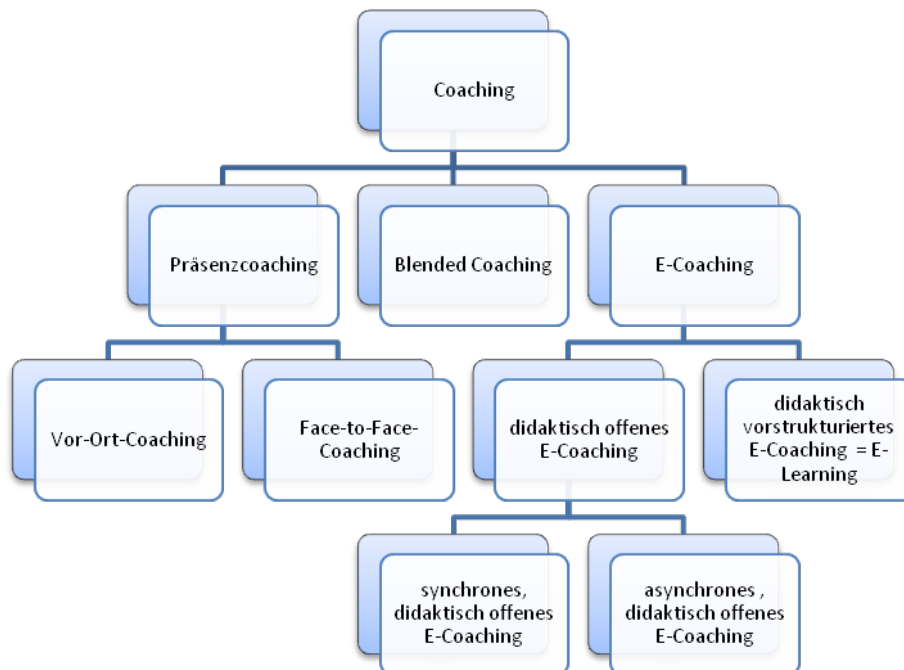 Coaching
Präsenzcoaching
Blended Coaching
E-Coaching
Vor-Ort-Coaching
Face-to-Face-
Coaching
didaktisch offenes
E-Coaching
didaktisch
vorstrukturiertes
E-Coaching = E-
Learning
synchrones,
didaktisch offenes
E-Coaching
asynchrones ,
didaktisch offenes
E-Coaching